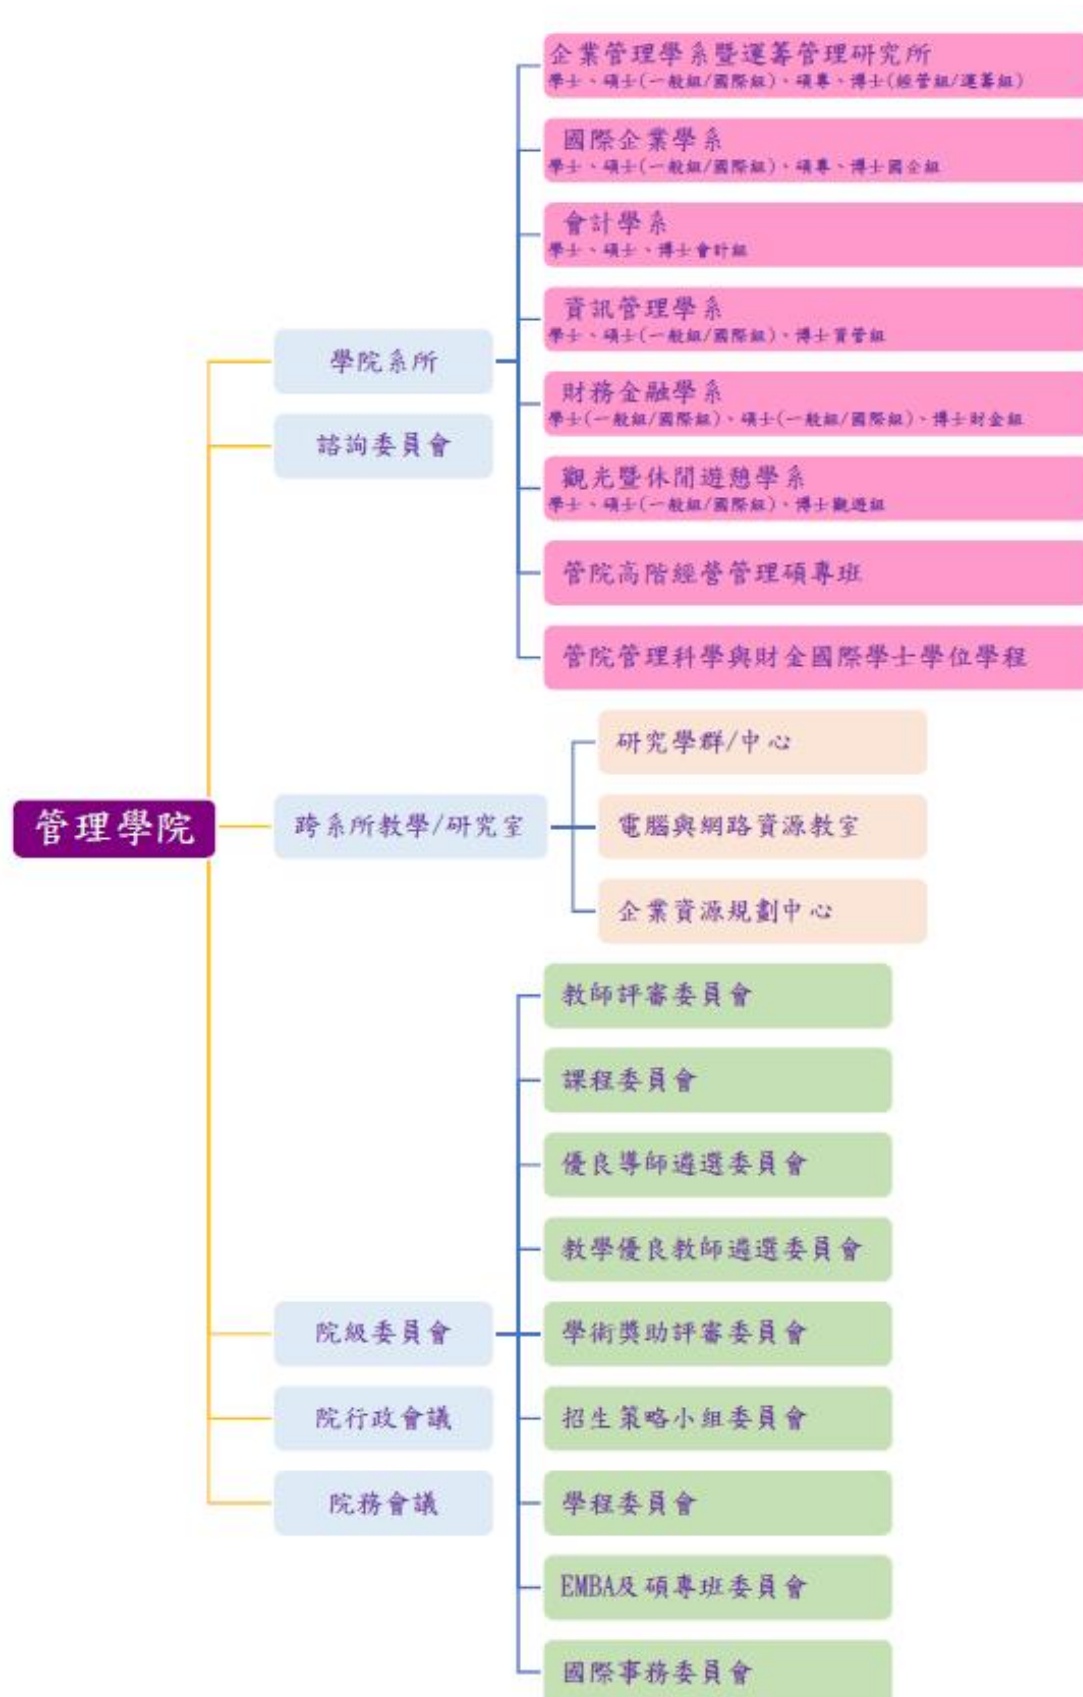 管理學院
學院系所
企業管理學系暨運籌管理研究所
學士、碩士(一般組/國際組)、碩專、博士(經營組/運籌組)
國際企業學系
學士、碩士(一般組/國際組)、碩專、博士國企組
會計學系
學士、碩士、博士會計組
資訊管理學系
學士、碩士(一般組/國際組)、博士資管組
財務金融學系
學士(一般組/國際組)、碩士(一般組/國際組)、博士財金組
觀光暨休閒遊憩學系
學士、碩士(一般組/國際組)、博士觀遊組
管院高階經營管理碩專班
管院管理科學與財金國際學士學位學程
諮詢委員會
跨系所教學/研究室
研究學群/中心
電腦與網路資源教室
企業資源規劃中心
院級委員會
教師評審委員會
課程委員會
優良導師遴選委員會
教學優良教師遴選委員會
學術獎助評審委員會
招生策略小組委員會
學程委員會
EMBA及碩專班委員會
國際事務委員會
院行政會議
院務會議